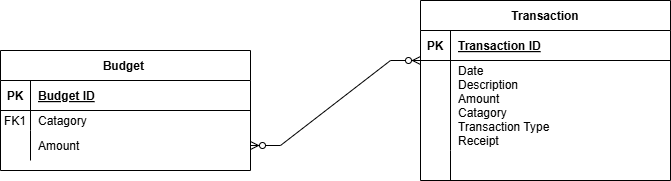 Budget
PK Budget ID
FK1 Catagory
Amount
Transaction
PK Transaction ID
Date
Description
Amount
Catagory
Transaction Type
Receipt